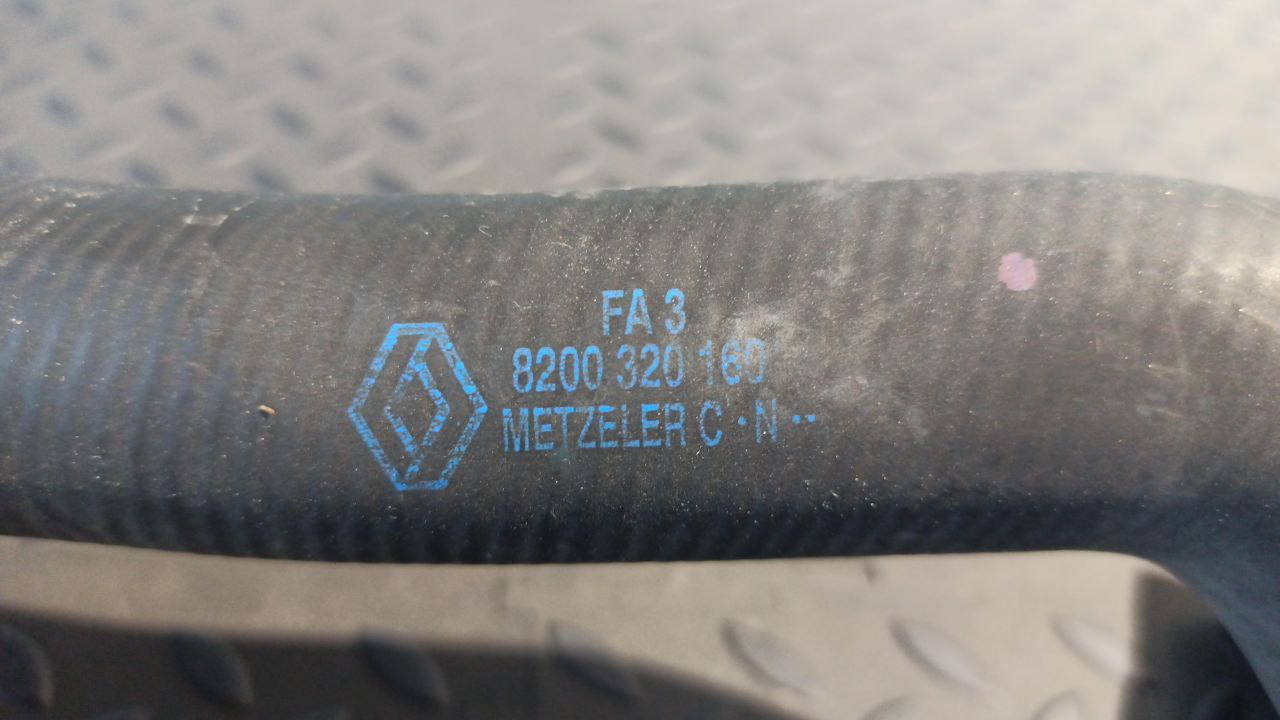 FA 3
8200 320 160
METZELER C · N ··